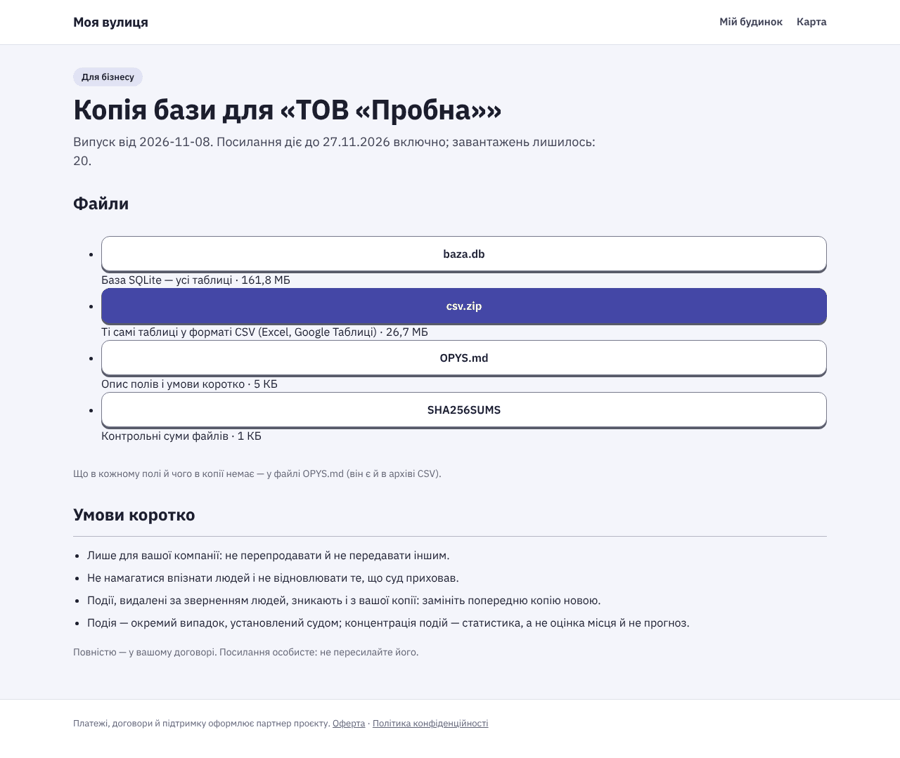 Моя вулиця
Мій будинок
Карта
Для бізнесу
Копія бази для «ТОВ «Пробна»»
Випуск від 2026-11-08. Посилання діє до 27.11.2026 включно; завантажень лишилось:
20.
Файли
baza.db
База SQLite — усі таблиці · 161,8 МБ
csv.zip
Ті самі таблиці у форматі CSV (Excel, Google Таблиці) · 26,7 МБ
OPYS.md
Опис полів і умови коротко · 5 КБ
SHA256SUMS
Контрольні суми файлів · 1 КБ
Що в кожному полі й чого в копії немає — у файлі OPYS.md (він є й в архіві CSV).
Умови коротко
Лише для вашої компанії: не перепродавати й не передавати іншим.
Не намагатися впізнати людей і не відновлювати те, що суд приховав.
Події, видалені за зверненням людей, зникають і з вашої копії: замініть попередню копію новою.
Подія — окремий випадок, установлений судом; концентрація подій — статистика, а не оцінка місця й не прогноз.
Повністю — у вашому договорі. Посилання особисте: не пересилайте його.
Платежі, договори й підтримку оформлює партнер проєкту. Оферта · Політика конфіденційності